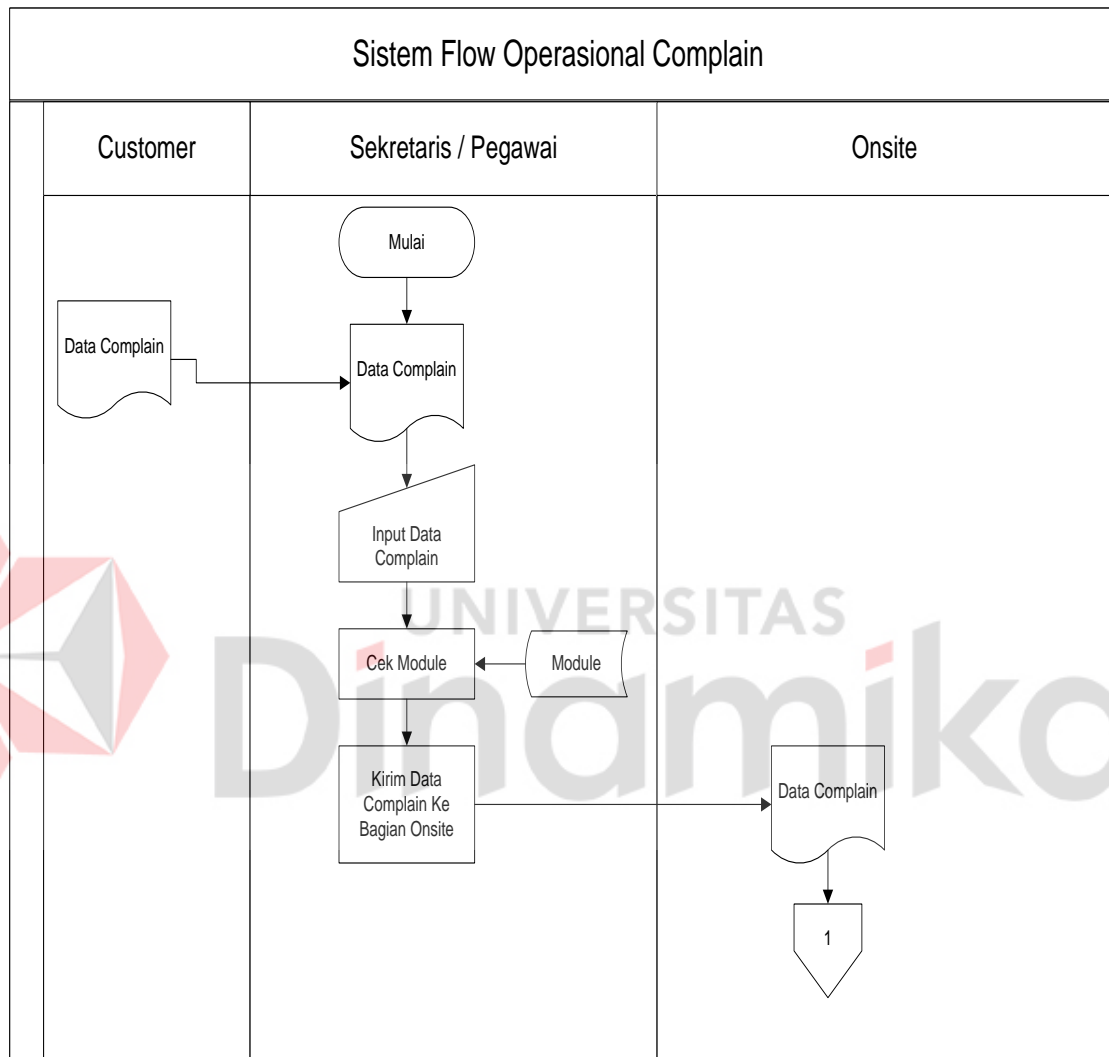 Sistem Flow Operasional Complain
Customer
Sekretaris / Pegawai
Onsite
Mulai
Data Complain
Data Complain
Input Data
Complain
UNIVERSITAS
Dinamika
Cek Module
Module
Kirim Data
Complain Ke
Bagian Onsite
Data Complain
1